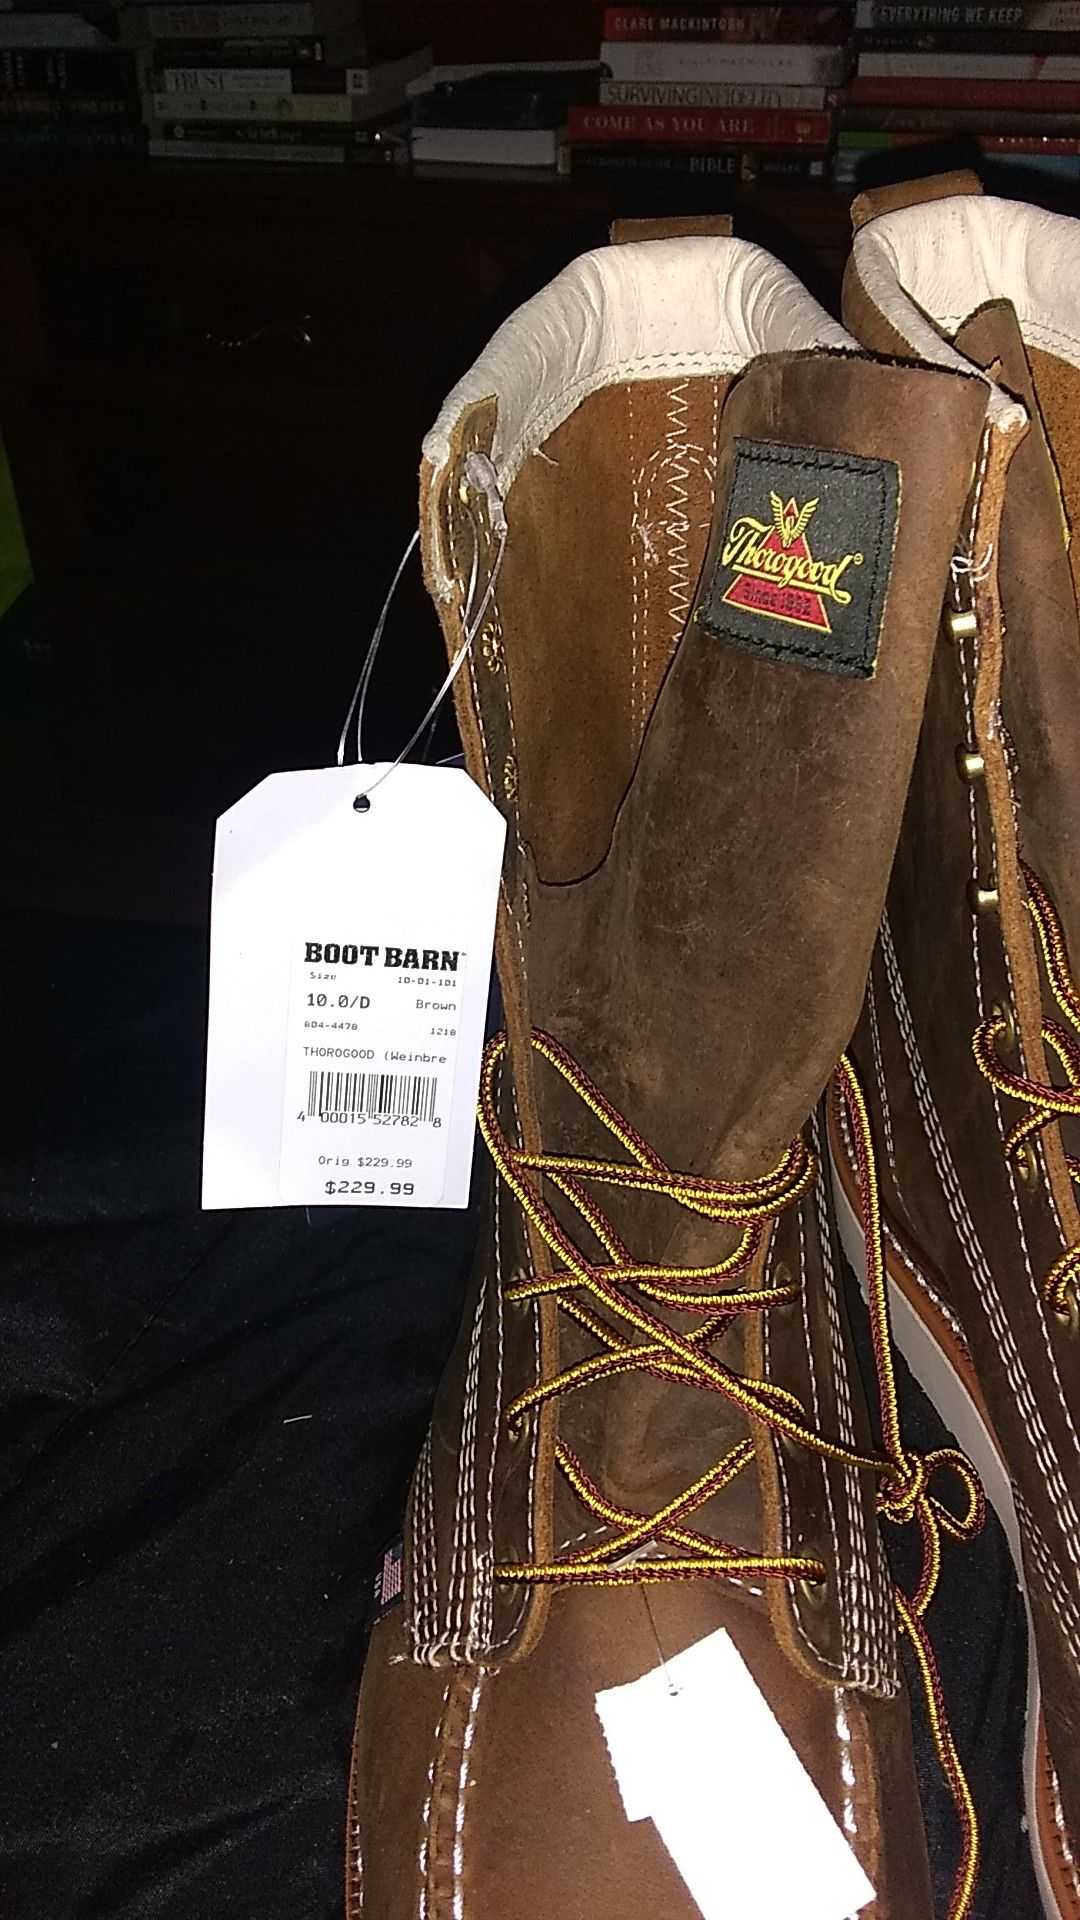 CLARE MACKINTOSH
EVERYTHING WE KEEP
TRUST
SURVIVING INFIDELITY
COME AS YOU ARE
BIBLE
Thorogood®
SINCE 1892
BOOT BARN
Size 10-01-101
10.0/D Brown
804-4478 1218
THOROGOOD (Weinbre
4 00015 52782 8
Orig $229.99
$229.99